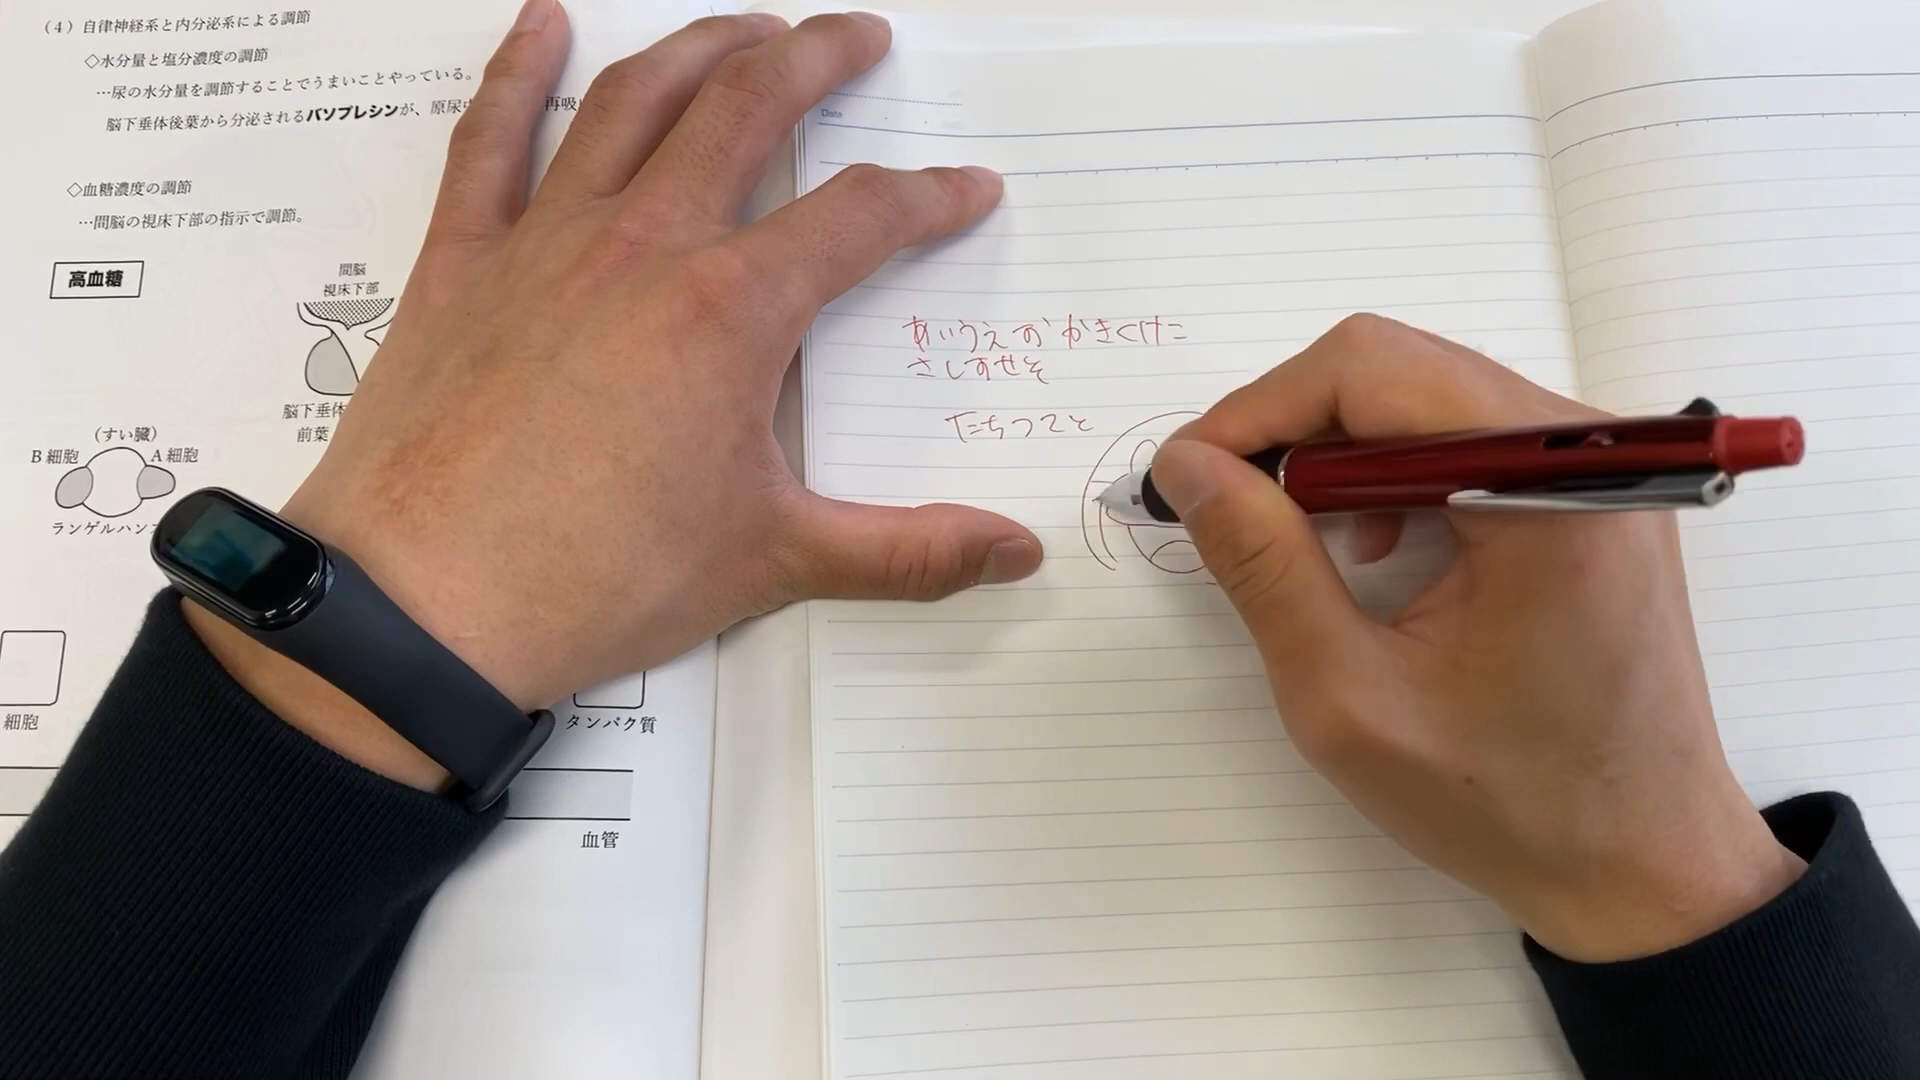 (4) 自律神経系と内分泌系による調節
◇水分量と塩分濃度の調節
…尿の水分量を調節することでうまいことやっている。
脳下垂体後葉から分泌されるバソプレシンが、原尿 再吸
◇血糖濃度の調節
…間脳の視床下部の指示で調節。
高血糖
間脳
視床下部
脳下垂体
前葉
(すい臓)
B 細胞
A 細胞
ランゲルハン
細胞
タンパク質
血管
Date
あいうえおかきくけこ
さしすせそ
たちつてと